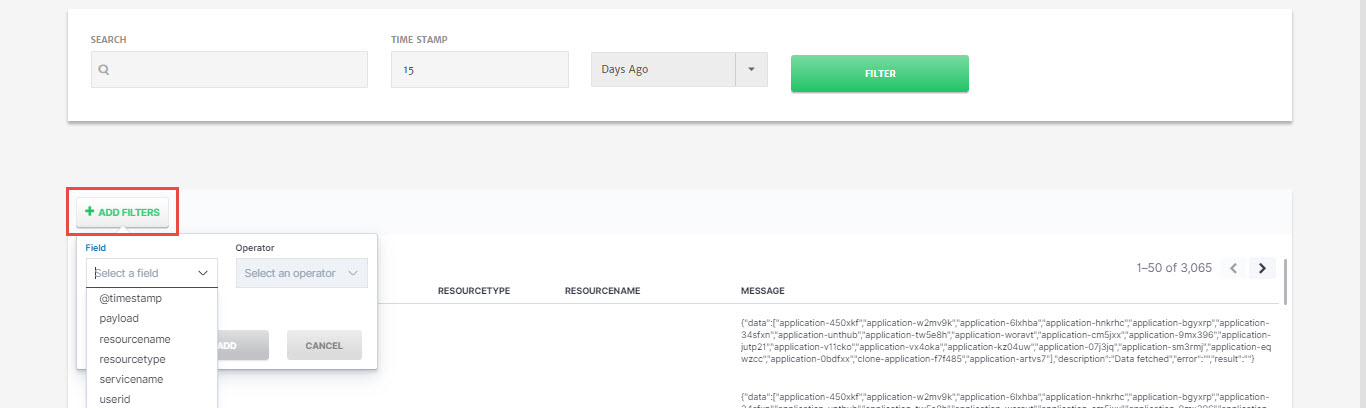 SEARCH
TIME STAMP
15
Days Ago
FILTER
+ ADD FILTERS
Field
Operator
Select a field
Select an operator
@timestamp
payload
resourcename
resourcetype
servicename
userid
ADD
CANCEL
1–50 of 3,065
RESOURCETYPE
RESOURCENAME
MESSAGE
{"data":["application-450xkf","application-w2mv9k","application-6lxhba","application-hnkrhc","application-bgyxrp","application-
34sfxn","application-unthub","application-tw5e8h","application-woravt","application-cm5jxx","application-9mx396","application-
jutp21","application-v11cko","application-vx4oka","application-kz04uw","application-07j3jq","application-sm3rmj","application-eq
wzcc","application-0bdfxx","clone-application-f7f485","application-artvs7"],"description":"Data fetched","error":"","result":""}
{"data":["application-450xkf","application-w2mv9k","application-6lxhba","application-hnkrhc","application-bgyxrp","application-